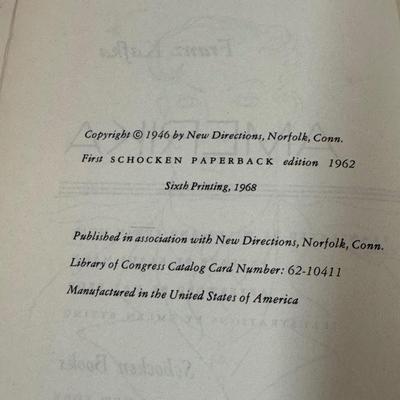 Copyright © 1946 by New Directions, Norfolk, Conn.
First SCHOCKEN PAPERBACK edition 1962
Sixth Printing, 1968
Published in association with New Directions, Norfolk, Conn.
Library of Congress Catalog Card Number: 62-10411
Manufactured in the United States of America